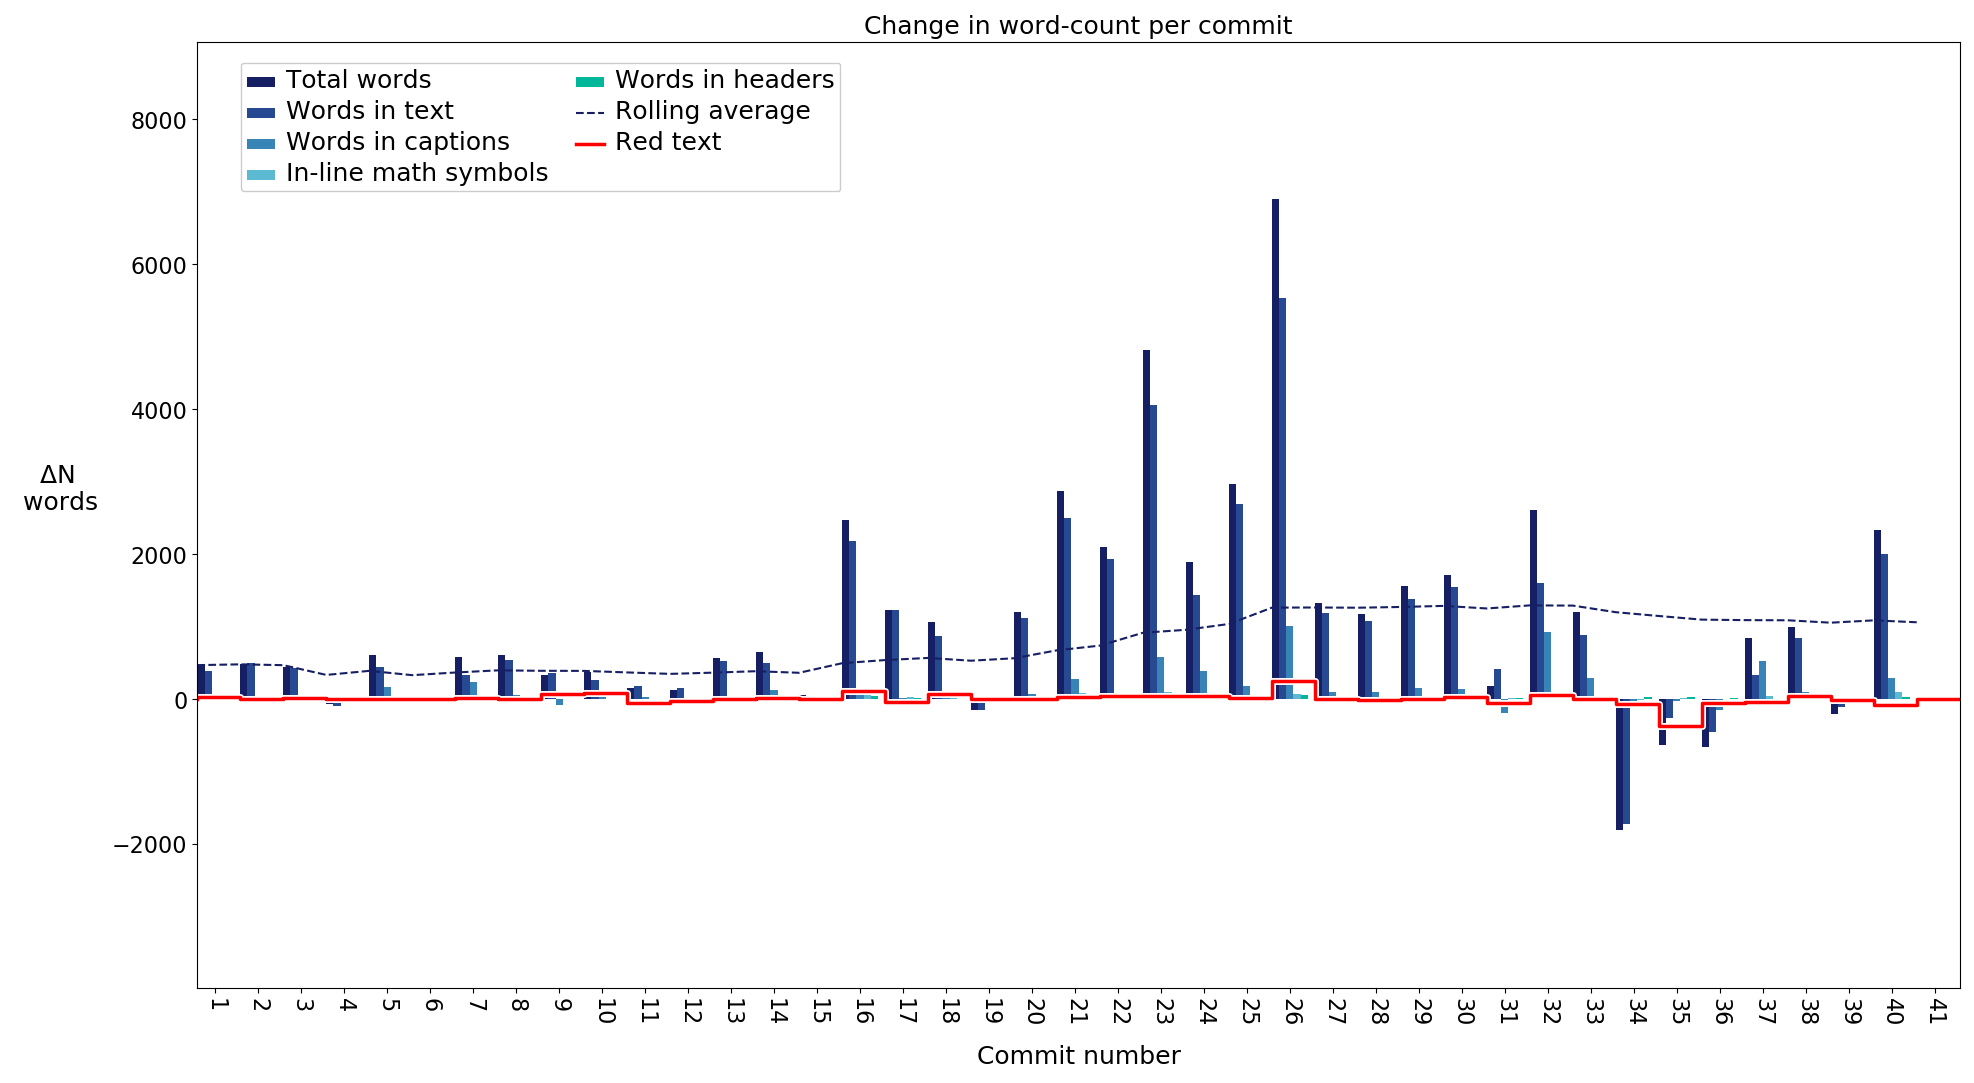 Change in word-count per commit
Total words
Words in text
Words in captions
In-line math symbols
Words in headers
Rolling average
Red text
8000
6000
4000
2000
0
−2000
ΔN
words
1 2 3 4 5 6 7 8 9 10 11 12 13 14 15 16 17 18 19 20 21 22 23 24 25 26 27 28 29 30 31 32 33 34 35 36 37 38 39 40 41
Commit number